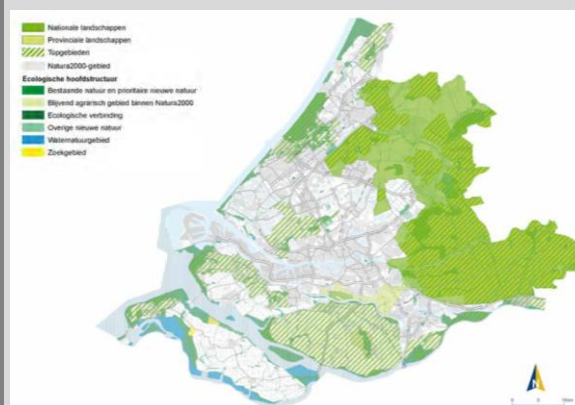 Nationale landschappen
Provinciale landschappen
Topgebieden
Natura2000-gebied
Ecologische hoofdstructuur
Bestaande natuur en prioritaire nieuwe natuur
Blijvend agrarisch gebied binnen Natura2000
Ecologische verbinding
Overige nieuwe natuur
Waternatuurgebied
Zoekgebied